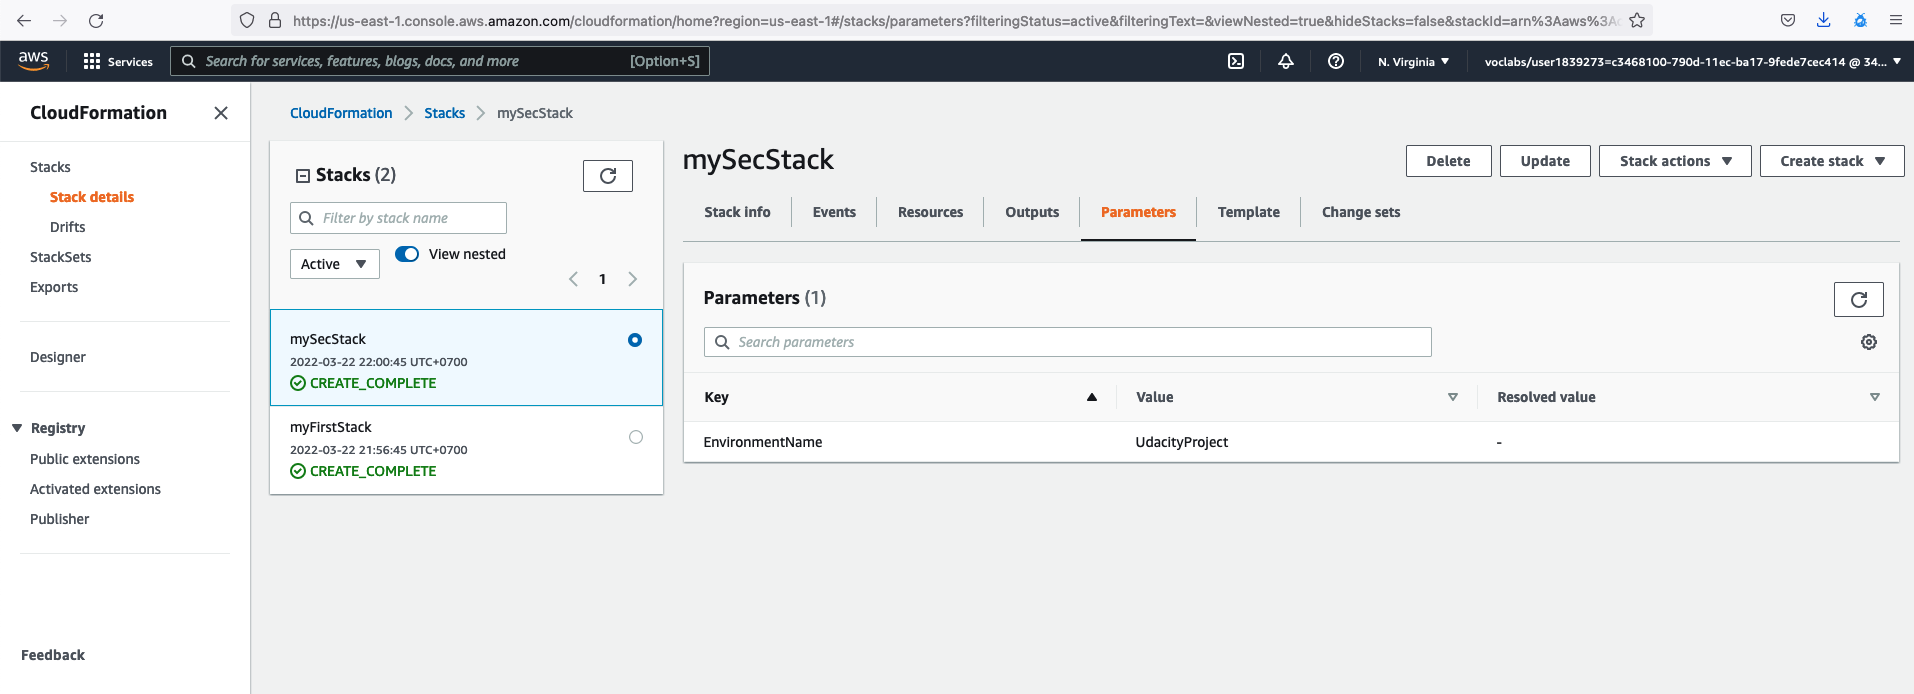 https://us-east-1.console.aws.amazon.com/cloudformation/home?region=us-east-1#/stacks/parameters?filteringStatus=active&filteringText=&viewNested=true&hideStacks=false&stackId=arn%3Aaws%3A
aws
Services
Search for services, features, blogs, docs, and more
[Option+S]
N. Virginia
voclabs/user1839273=c3468100-790d-11ec-ba17-9fede7cec414 @ 34...
CloudFormation
Stacks
Stack details
Drifts
StackSets
Exports
Designer
Registry
Public extensions
Activated extensions
Publisher
Feedback
CloudFormation
Stacks
mySecStack
Stacks (2)
Filter by stack name
Active
View nested
1
mySecStack
2022-03-22 22:00:45 UTC+0700
CREATE_COMPLETE
myFirstStack
2022-03-22 21:56:45 UTC+0700
CREATE_COMPLETE
mySecStack
Delete
Update
Stack actions
Create stack
Stack info
Events
Resources
Outputs
Parameters
Template
Change sets
Parameters (1)
Search parameters
Key
Value
Resolved value
EnvironmentName
UdacityProject
-